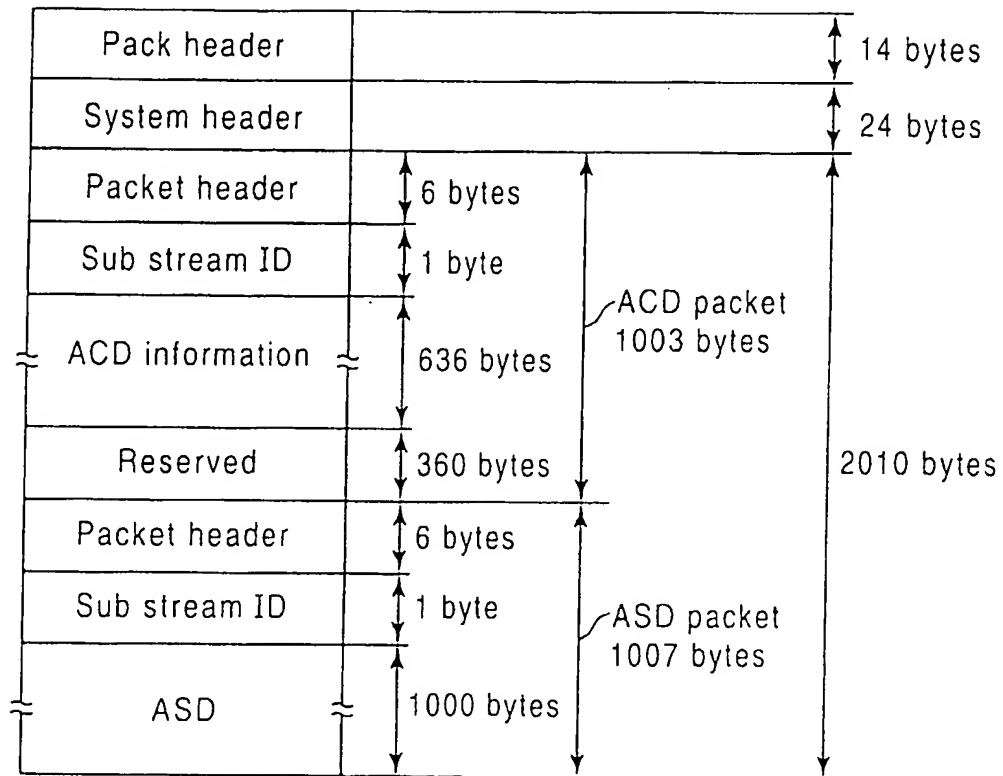 Pack header
14 bytes
System header
24 bytes
Packet header
6 bytes
Sub stream ID
1 byte
ACD information
636 bytes
ACD packet
1003 bytes
Reserved
360 bytes
2010 bytes
Packet header
6 bytes
Sub stream ID
1 byte
ASD packet
1007 bytes
ASD
1000 bytes